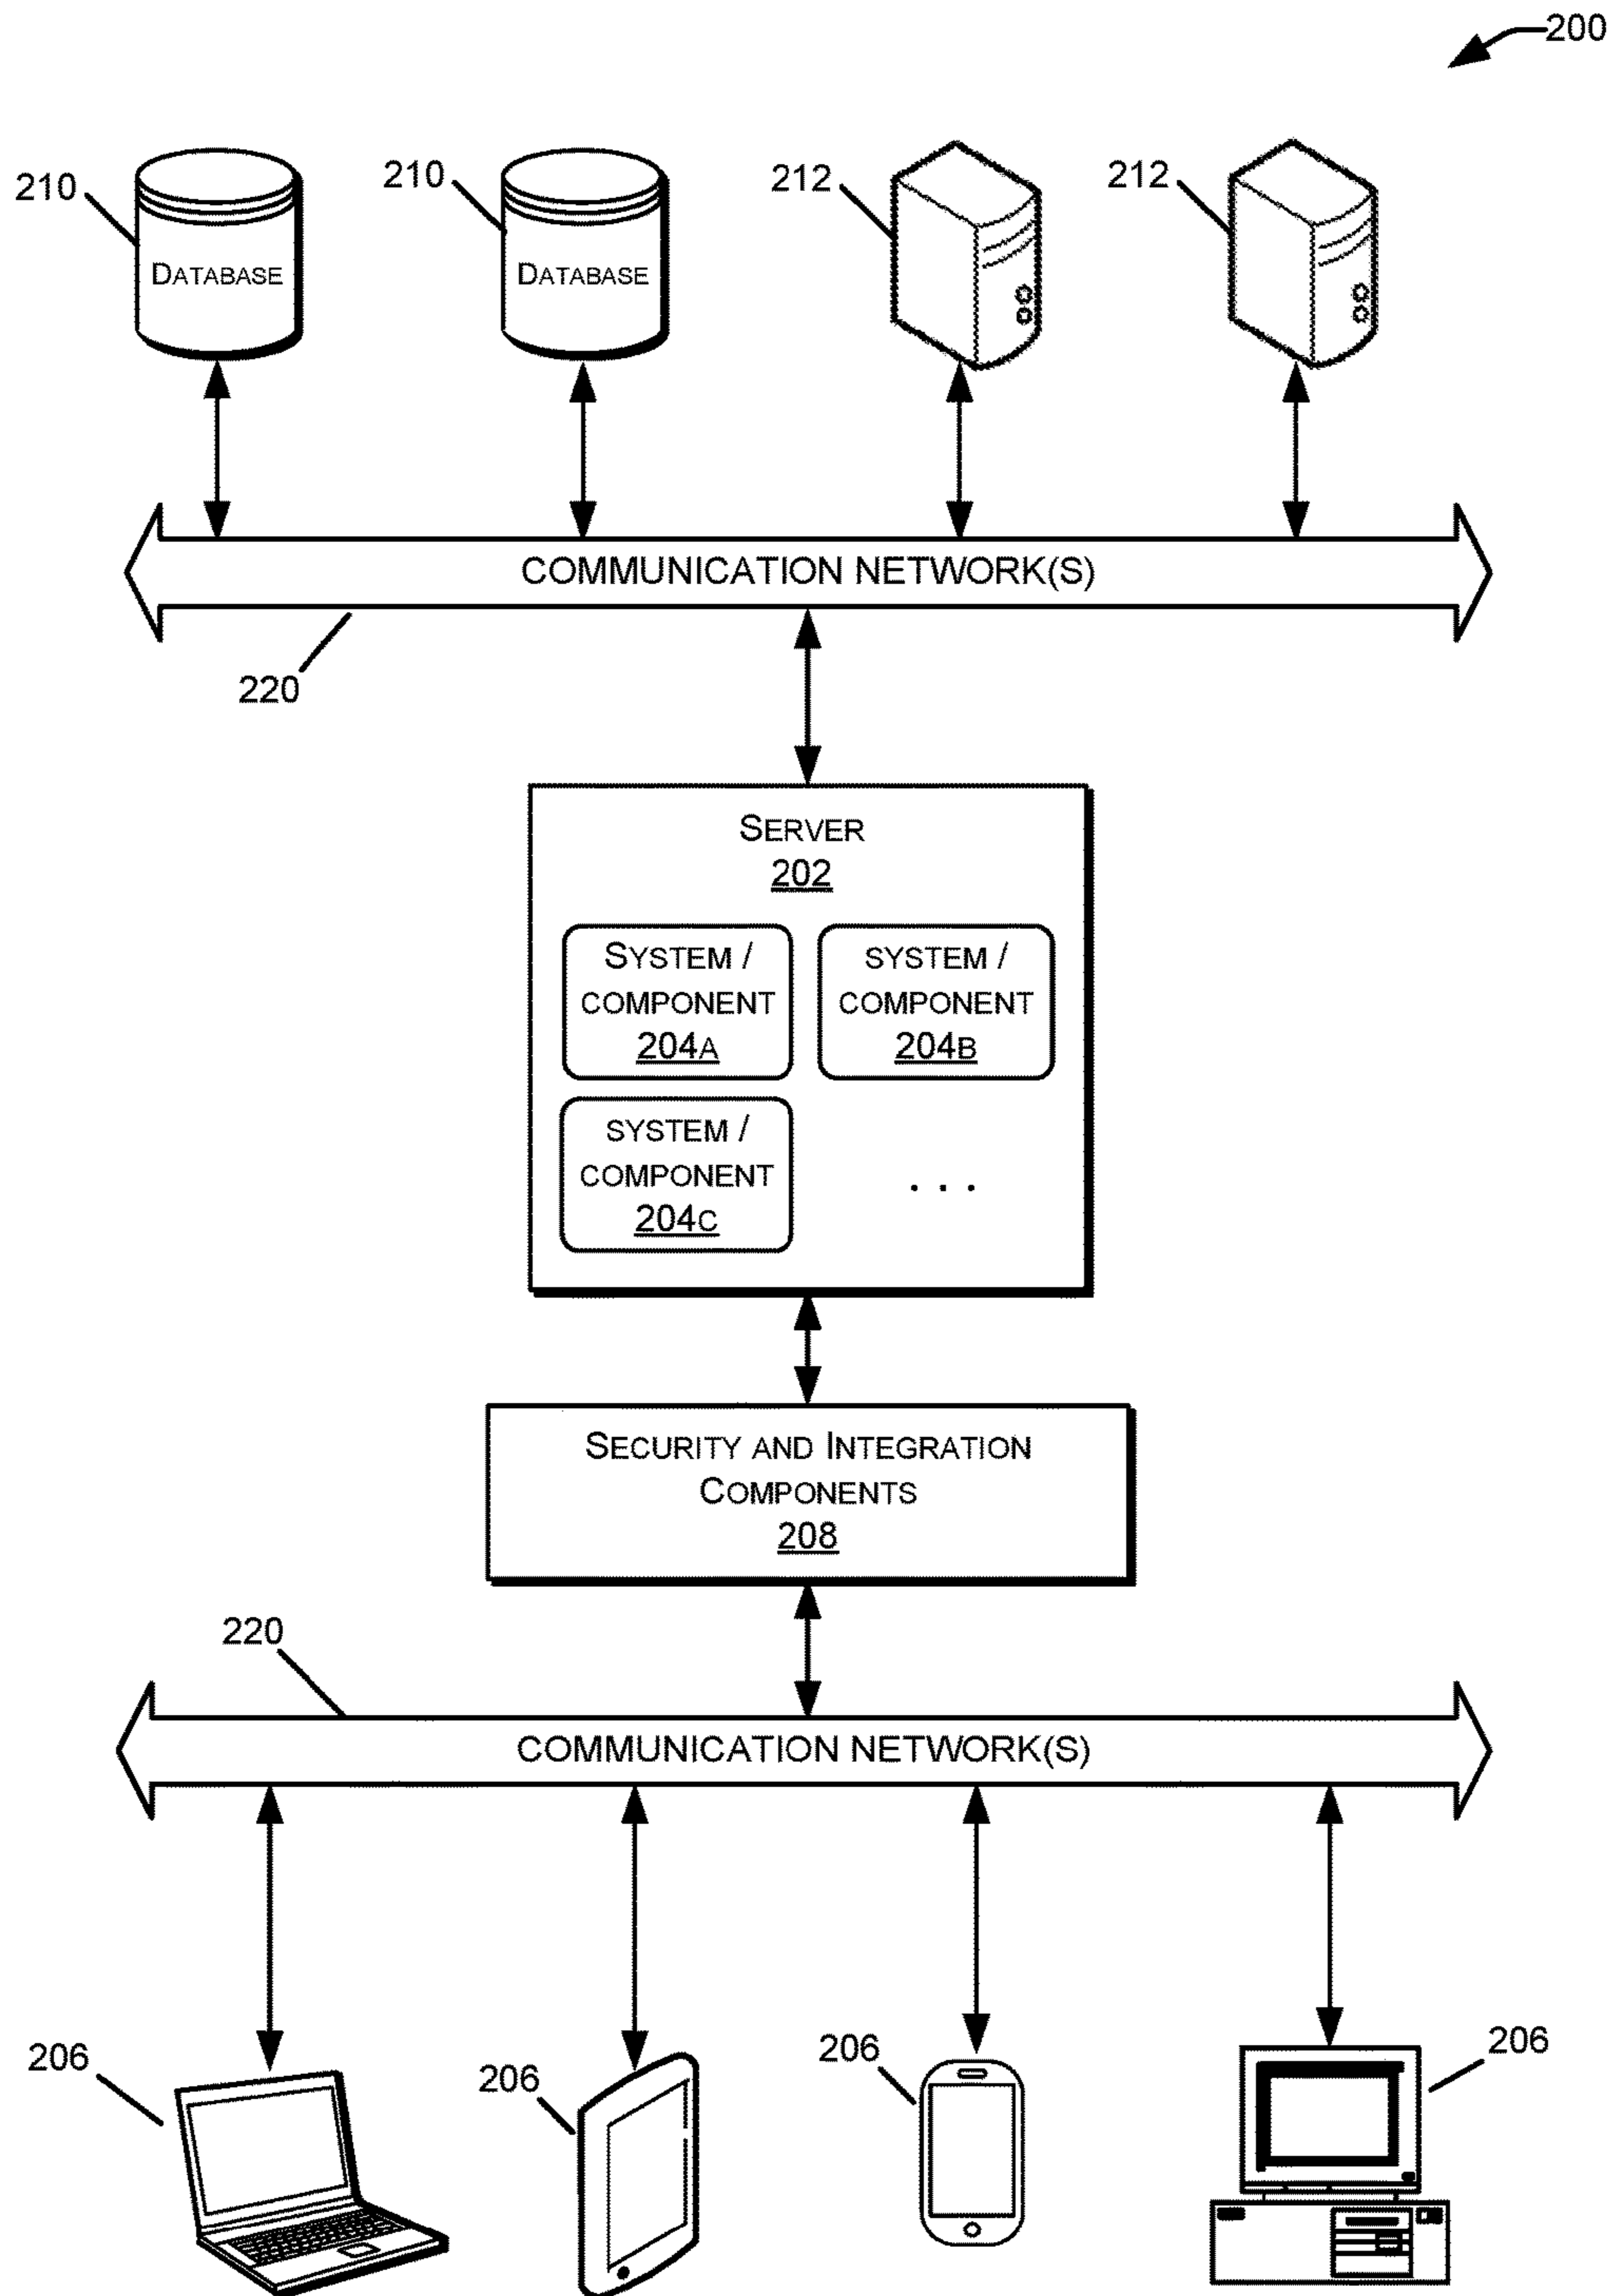 200
210
210
212
212
DATABASE
DATABASE
COMMUNICATION NETWORK(S)
220
SERVER
202
SYSTEM /
COMPONENT
204A
SYSTEM /
COMPONENT
204B
SYSTEM /
COMPONENT
204C
. . .
SECURITY AND INTEGRATION
COMPONENTS
208
220
COMMUNICATION NETWORK(S)
206
206
206
206